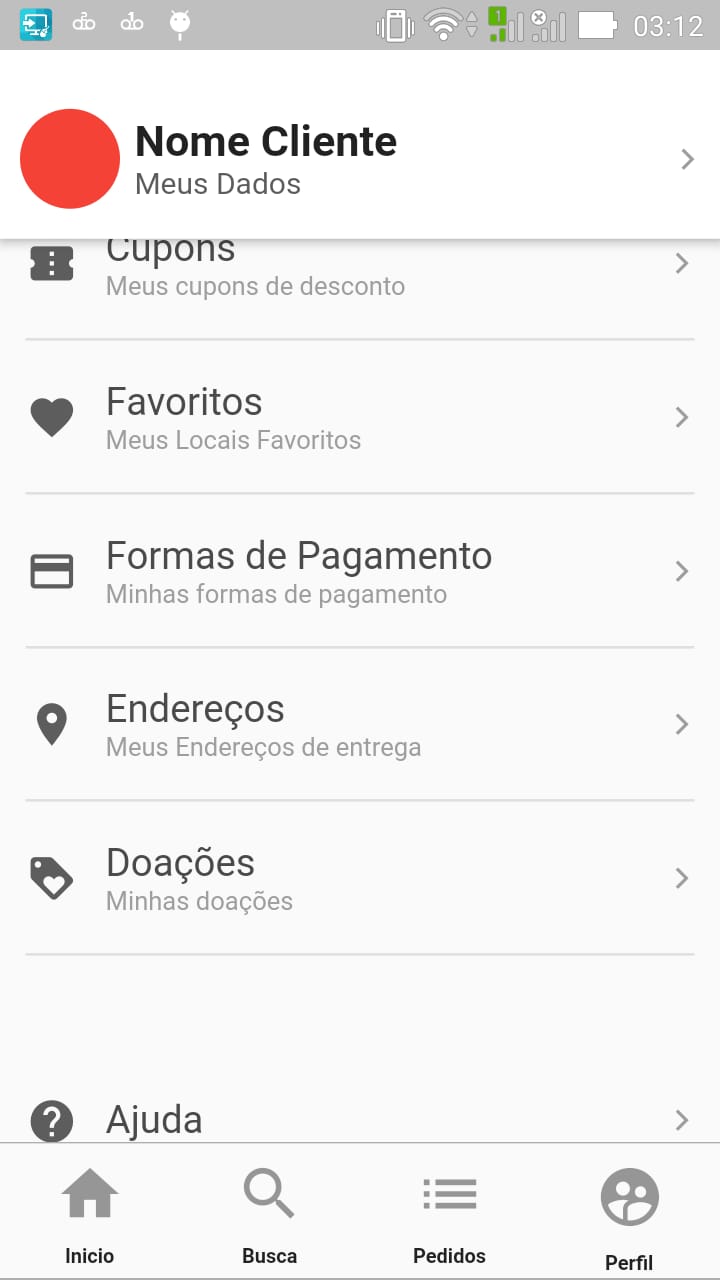 1
03:12
Nome Cliente
Meus Dados
Cupons
Meus cupons de desconto
Favoritos
Meus Locais Favoritos
Formas de Pagamento
Minhas formas de pagamento
Endereços
Meus Endereços de entrega
Doações
Minhas doações
Ajuda
Inicio
Busca
Pedidos
Perfil